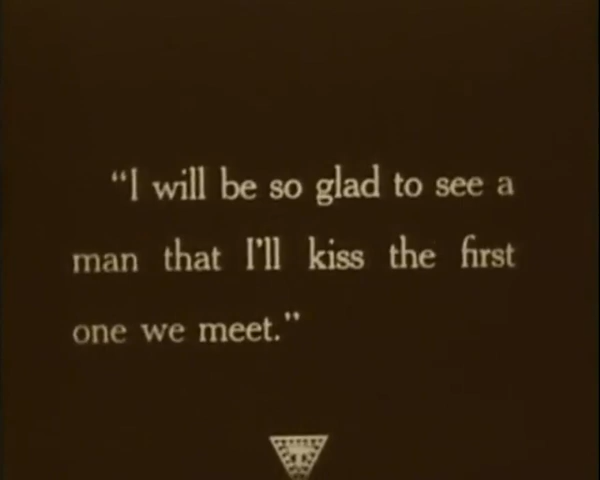 “I will be so glad to see a
man that I’ll kiss the first
one we meet.”